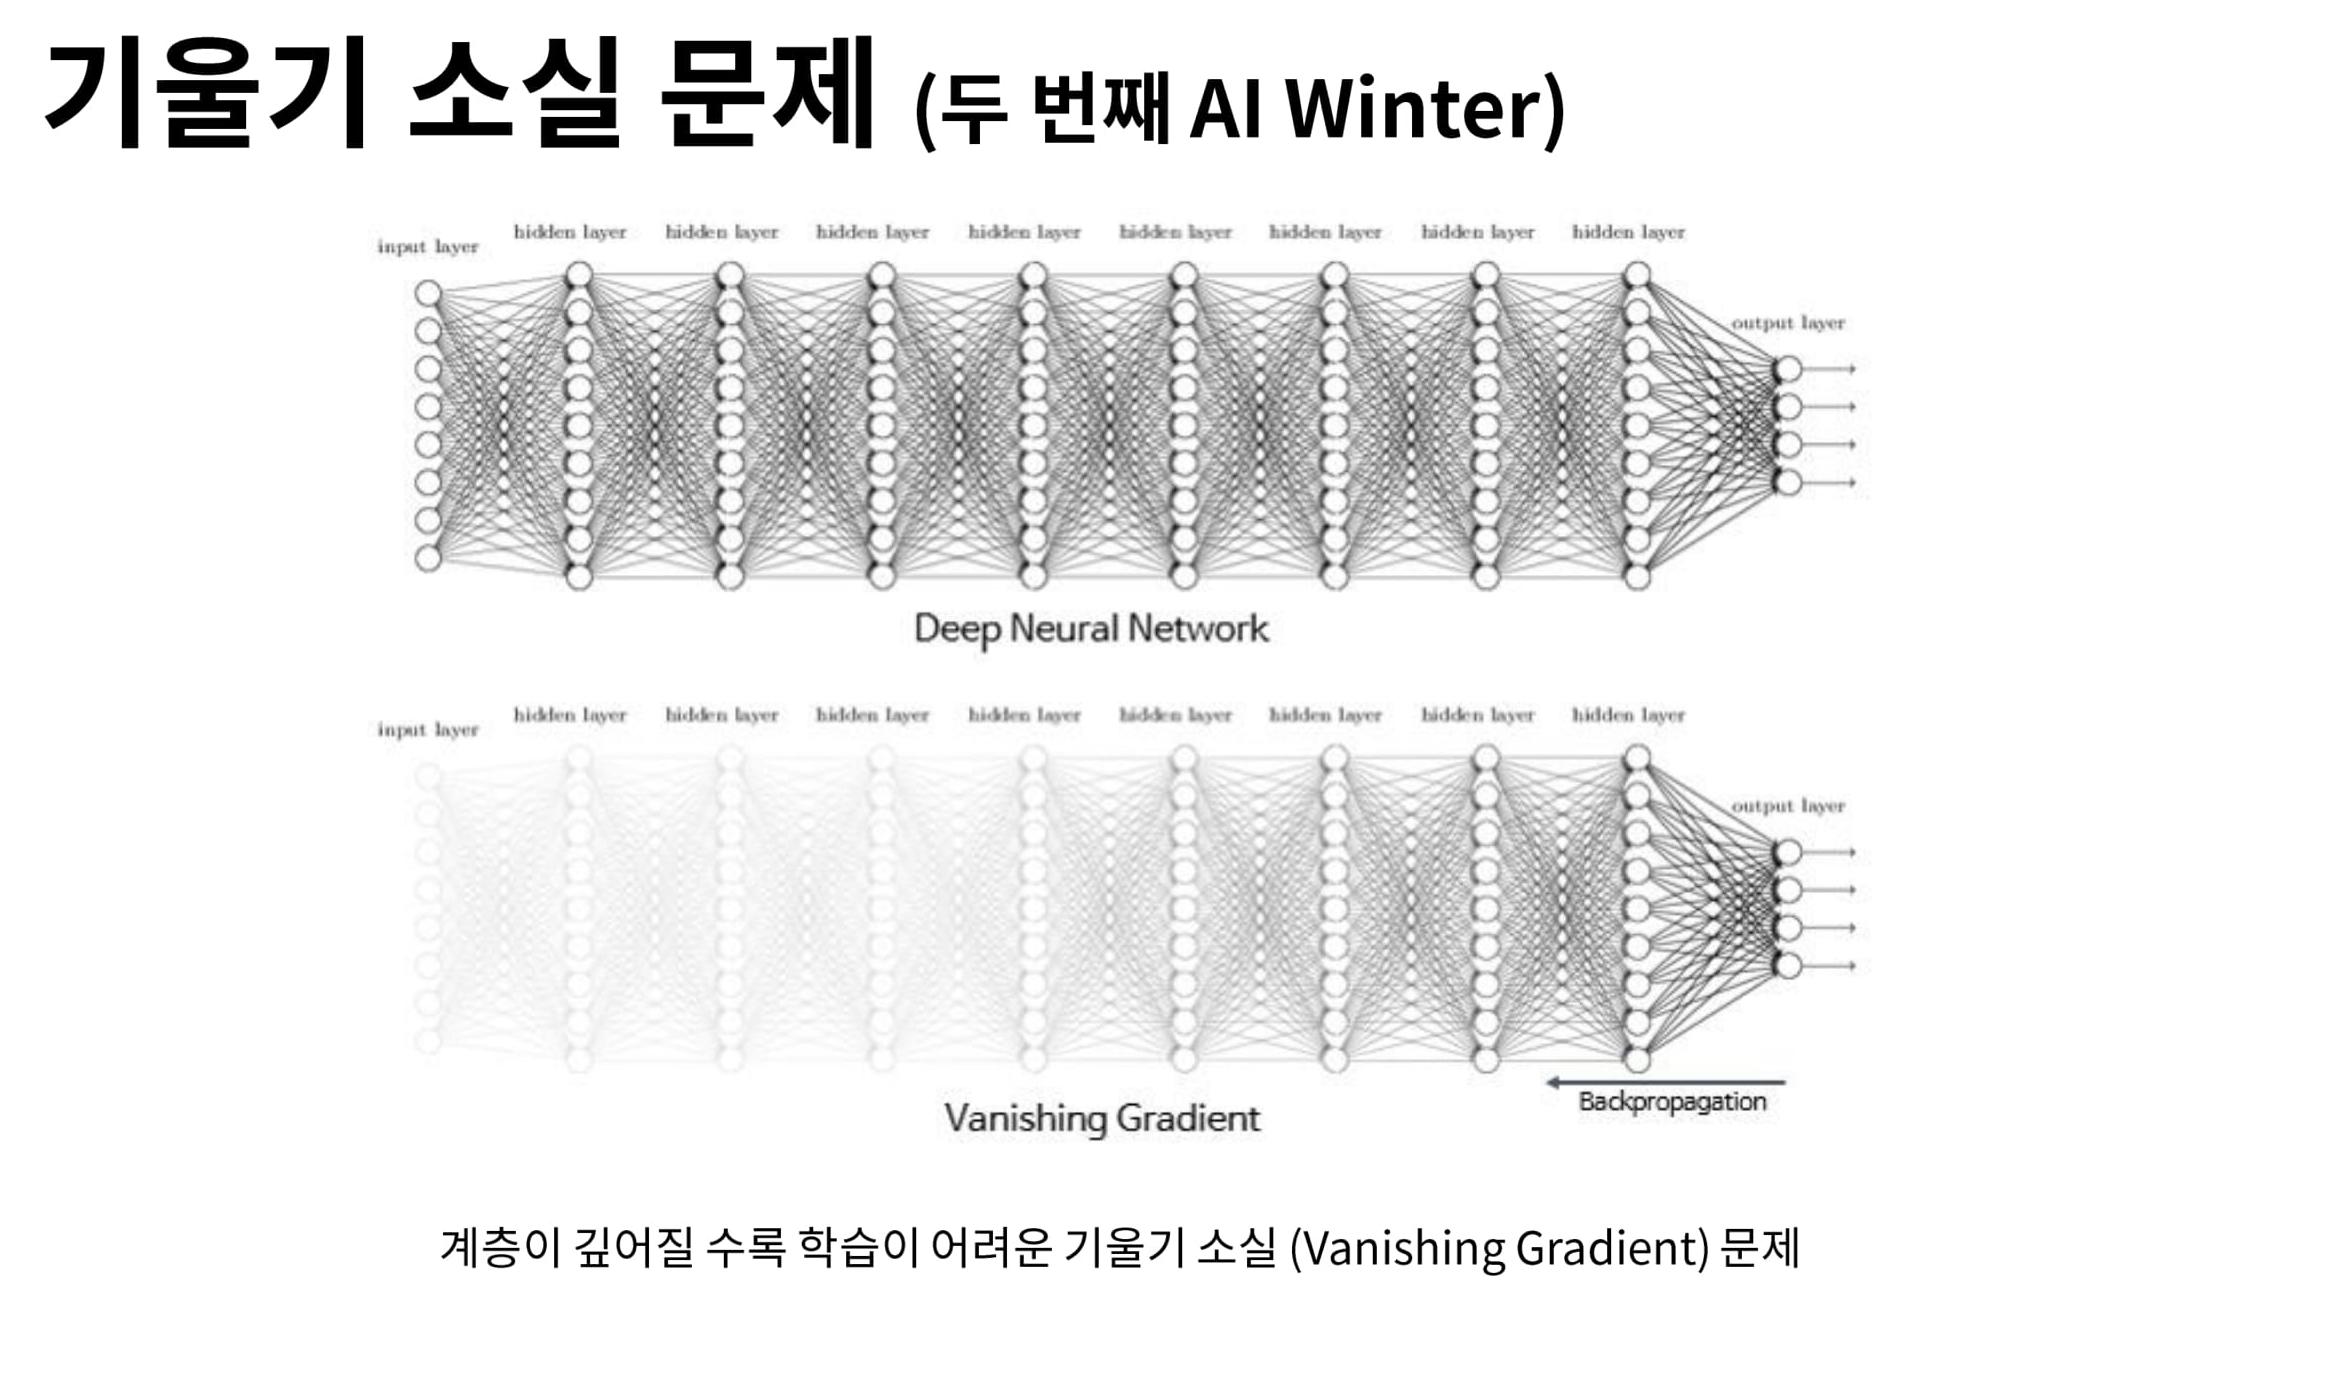 기울기 소실 문제 (두 번째 AI Winter)
input layer
hidden layer hidden layer hidden layer hidden layer hidden layer hidden layer hidden layer hidden layer
output layer
Deep Neural Network
input layer
hidden layer hidden layer hidden layer hidden layer hidden layer hidden layer hidden layer hidden layer
output layer
Backpropagation
Vanishing Gradient
계층이 깊어질 수록 학습이 어려운 기울기 소실 (Vanishing Gradient) 문제